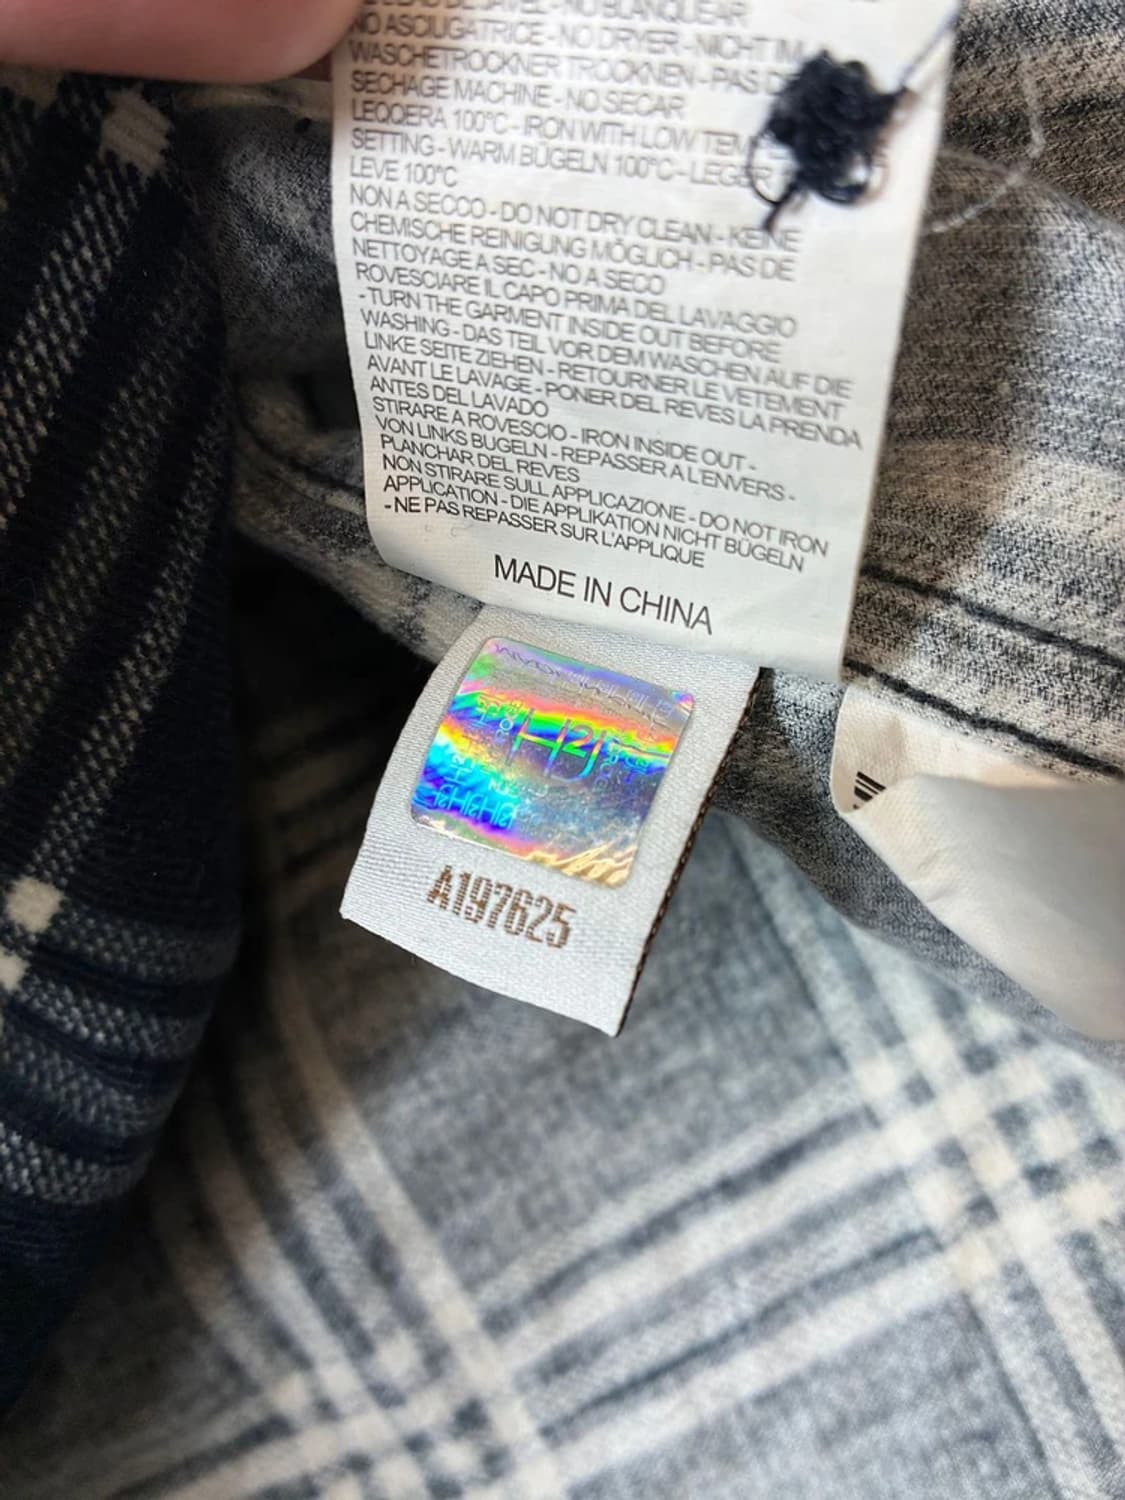 NO BLANQUEAR
NO ASCIUGATRICE - NO DRYER - NICHT IM
WASCHETROCKNER TROCKNEN - PAS DE
SECHAGE MACHINE - NO SECAR
LEQQERA 100°C - IRON WITH LOW TEM
SETTING - WARM BÜGELN 100°C - LEGER
LEVE 100°C
NON A SECCO - DO NOT DRY CLEAN - KEINE
CHEMISCHE REINIGUNG MÖGLICH - PAS DE
NETTOYAGE A SEC - NO A SECO
ROVESCIARE IL CAPO PRIMA DEL LAVAGGIO
- TURN THE GARMENT INSIDE OUT BEFORE
WASHING - DAS TEIL VOR DEM WASCHEN AUF DIE
LINKE SEITE ZIEHEN - RETOURNER LE VETEMENT
AVANT LE LAVAGE - PONER DEL REVES LA PRENDA
ANTES DEL LAVADO
STIRARE A ROVESCIO - IRON INSIDE OUT -
VON LINKS BUGELN - REPASSER A L'ENVERS -
PLANCHAR DEL REVES
NON STIRARE SULL APPLICAZIONE - DO NOT IRON
APPLICATION - DIE APPLIKATION NICHT BÜGELN
- NE PAS REPASSER SUR L'APPLIQUE
MADE IN CHINA
A197625